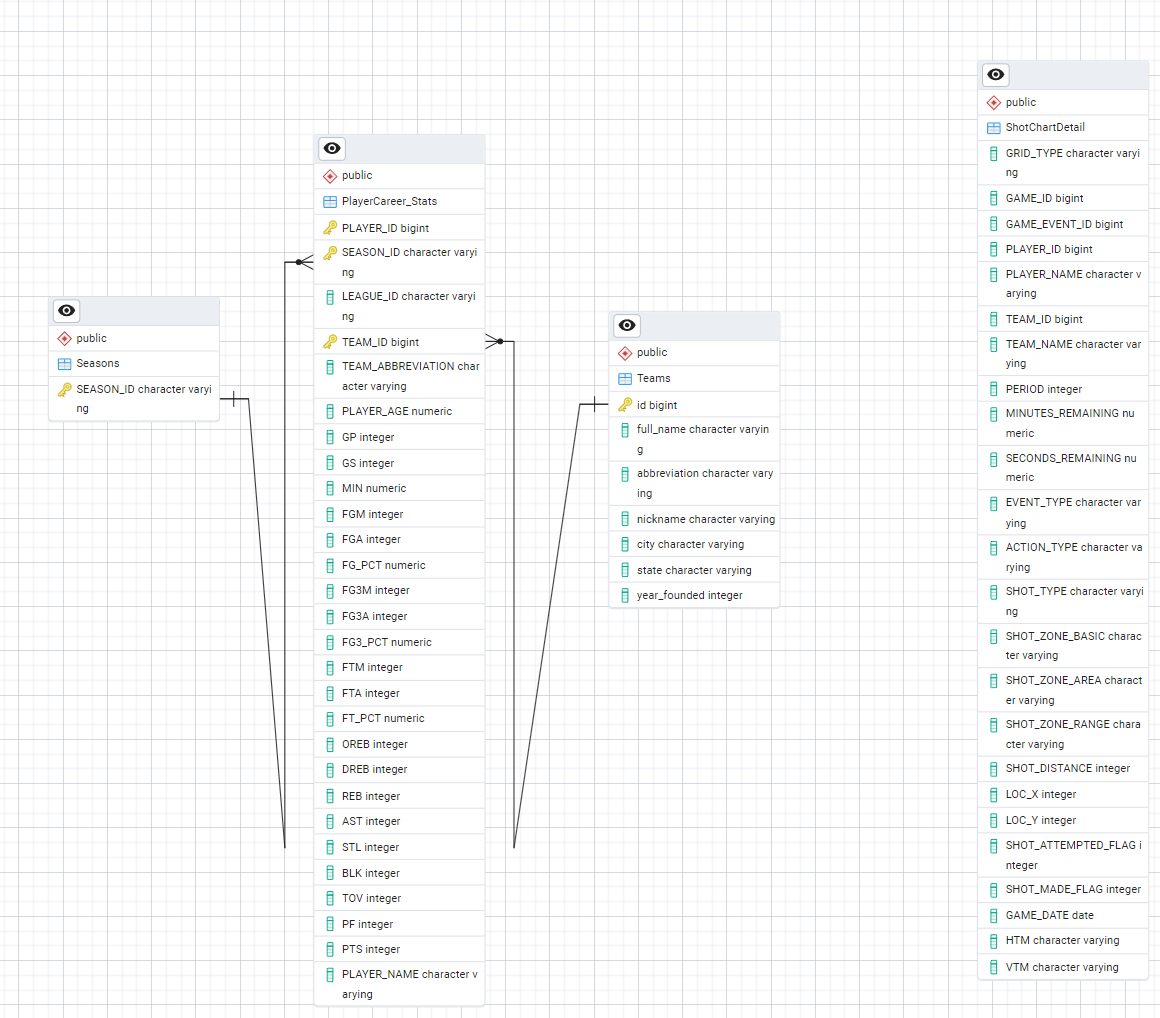 public
Seasons
SEASON_ID character varyi
ng
public
PlayerCareer_Stats
PLAYER_ID bigint
SEASON_ID character varyi
ng
LEAGUE_ID character varyi
ng
TEAM_ID bigint
TEAM_ABBREVIATION char
acter varying
PLAYER_AGE numeric
GP integer
GS integer
MIN numeric
FGM integer
FGA integer
FG_PCT numeric
FG3M integer
FG3A integer
FG3_PCT numeric
FTM integer
FTA integer
FT_PCT numeric
OREB integer
DREB integer
REB integer
AST integer
STL integer
BLK integer
TOV integer
PF integer
PTS integer
PLAYER_NAME character v
arying
public
Teams
id bigint
full_name character varyin
g
abbreviation character vary
ing
nickname character varying
city character varying
state character varying
year_founded integer
public
ShotChartDetail
GRID_TYPE character varyi
ng
GAME_ID bigint
GAME_EVENT_ID bigint
PLAYER_ID bigint
PLAYER_NAME character v
arying
TEAM_ID bigint
TEAM_NAME character var
ying
PERIOD integer
MINUTES_REMAINING nu
meric
SECONDS_REMAINING nu
meric
EVENT_TYPE character var
ying
ACTION_TYPE character va
rying
SHOT_TYPE character varyi
ng
SHOT_ZONE_BASIC charac
ter varying
SHOT_ZONE_AREA charact
er varying
SHOT_ZONE_RANGE chara
cter varying
SHOT_DISTANCE integer
LOC_X integer
LOC_Y integer
SHOT_ATTEMPTED_FLAG i
nteger
SHOT_MADE_FLAG integer
GAME_DATE date
HTM character varying
VTM character varying